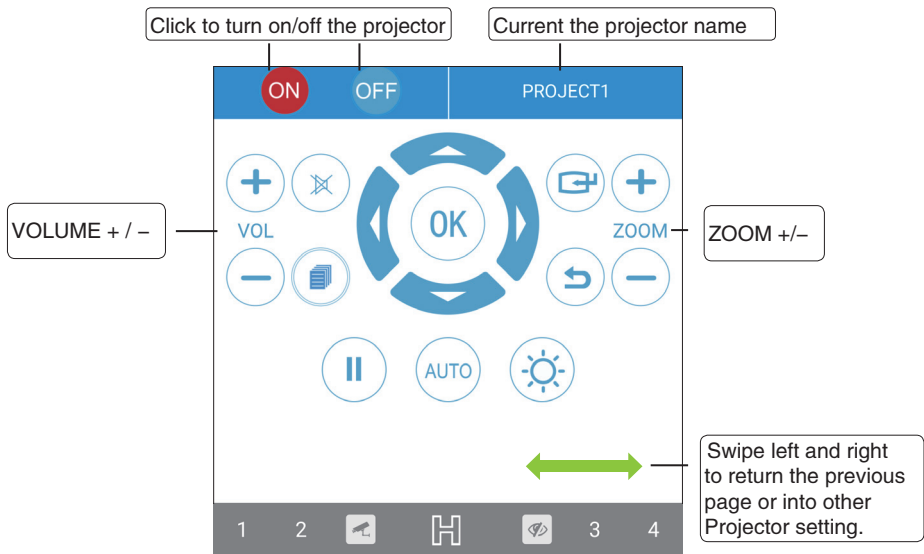 Click to turn on/off the projector
Current the projector name
ON OFF PROJECT1
VOLUME + / −
VOL
OK
ZOOM
ZOOM +/−
AUTO
Swipe left and right
to return the previous
page or into other
Projector setting.
1 2 H 3 4